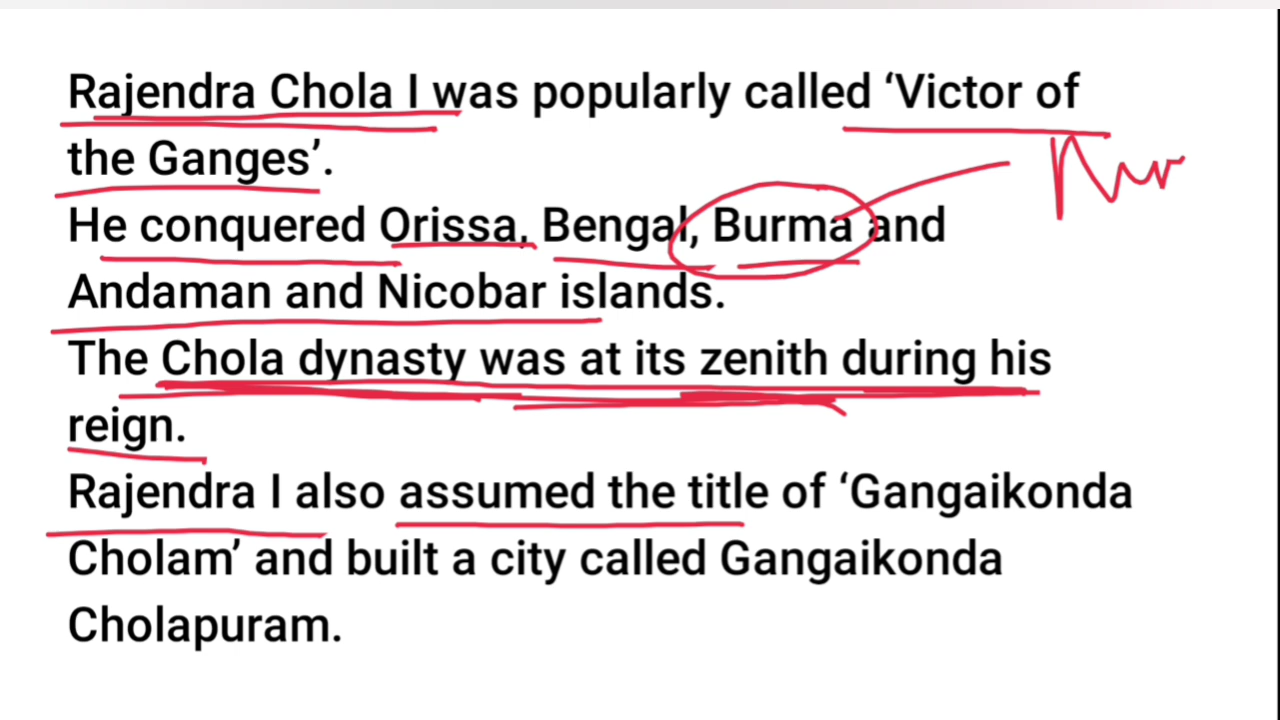 Rajendra Chola I was popularly called ‘Victor of
the Ganges’.
He conquered Orissa, Bengal, Burma and
Andaman and Nicobar islands.
The Chola dynasty was at its zenith during his
reign.
Rajendra I also assumed the title of ‘Gangaikonda
Cholam’ and built a city called Gangaikonda
Cholapuram.